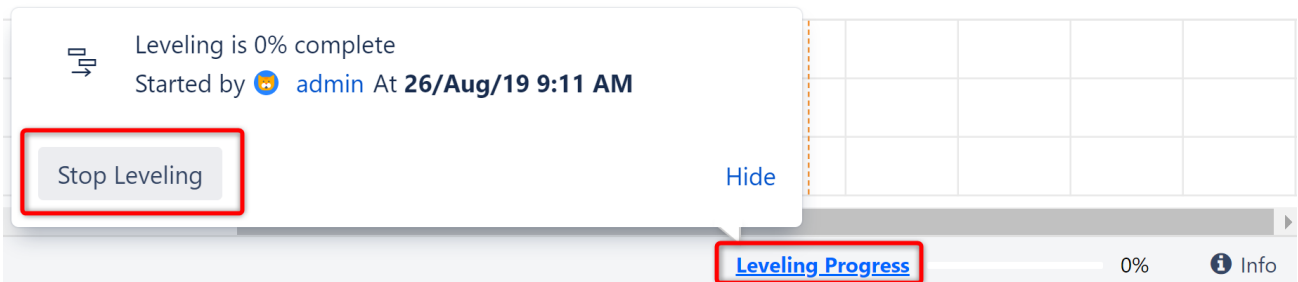 Leveling is 0% complete
Started by admin At 26/Aug/19 9:11 AM
Stop Leveling
Hide
Leveling Progress 0% Info